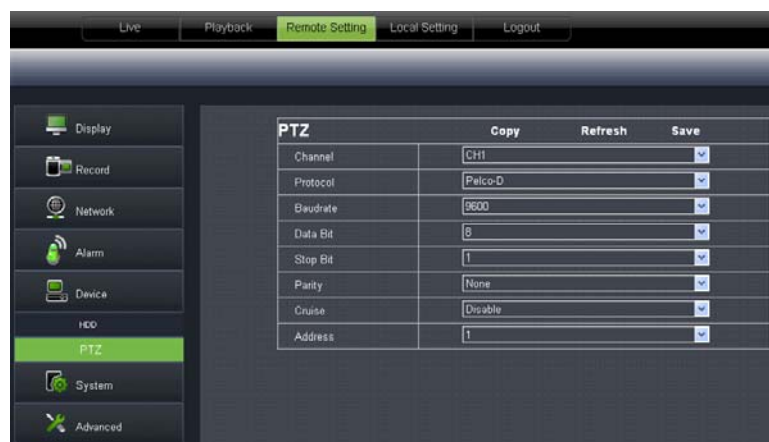 Live Playback Remote Setting Local Setting Logout
Display
Record
Network
Alarm
Device
HDD
PTZ
System
Advanced
PTZ Copy Refresh Save
Channel CH1
Protocol Pelco-D
Baudrate 9600
Data Bit 8
Stop Bit 1
Parity None
Cruise Disable
Address 1